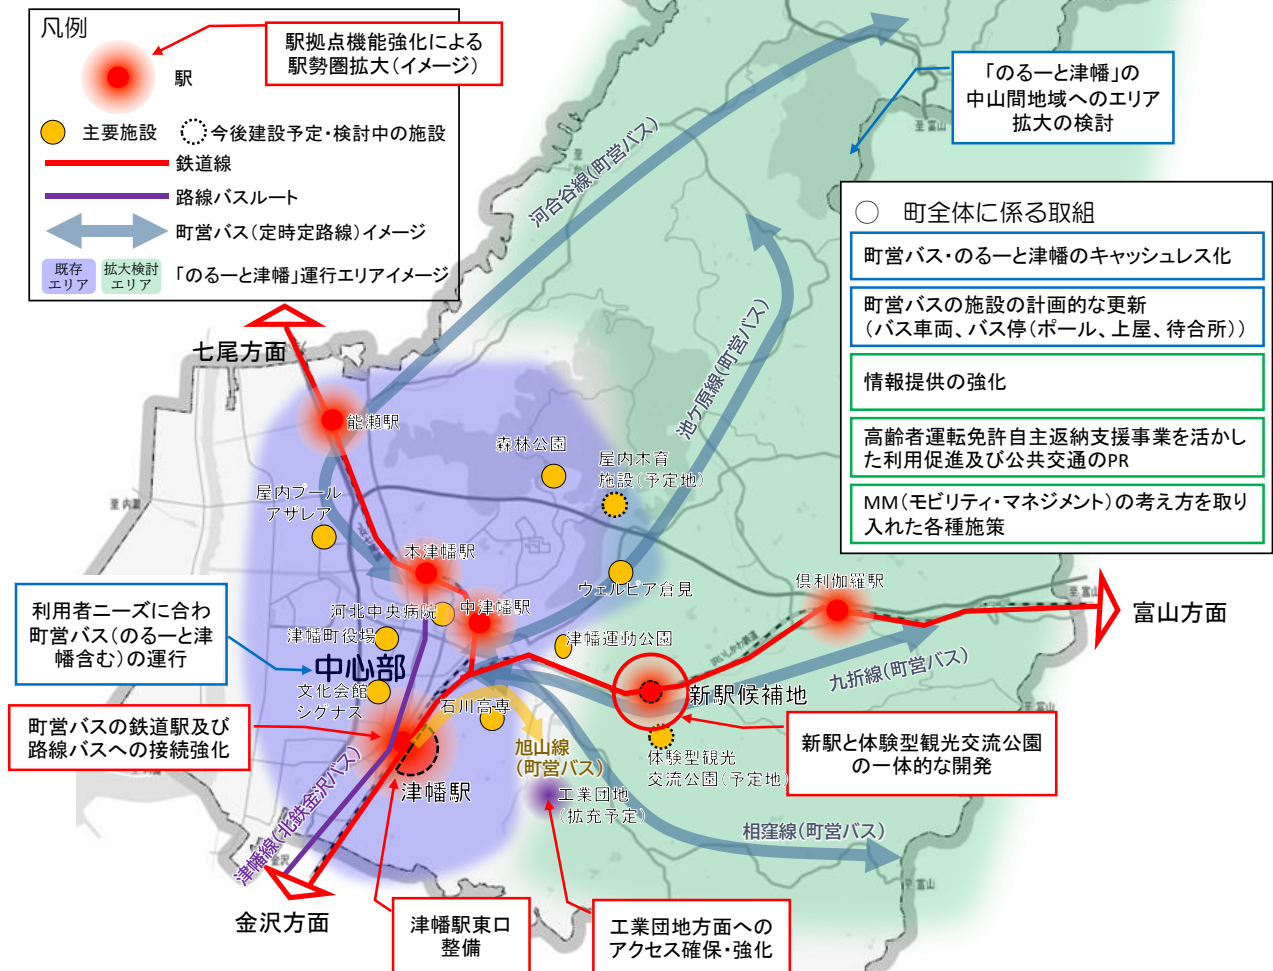 凡例
駅
駅拠点機能強化による
駅勢圏拡大(イメージ)
主要施設
今後建設予定・検討中の施設
鉄道線
路線バスルート
町営バス(定時定路線)イメージ
既存
エリア
拡大検討
エリア
「のるーと津幡」運行エリアイメージ
「のるーと津幡」の
中山間地域へのエリア
拡大の検討
至 富山
○ 町全体に係る取組
町営バス・のるーと津幡のキャッシュレス化
町営バスの施設の計画的な更新
(バス車両、バス停(ポール、上屋、待合所))
情報提供の強化
高齢者運転免許自主返納支援事業を活かし
た利用促進及び公共交通のPR
MM(モビリティ・マネジメント)の考え方を取り
入れた各種施策
河合谷線(町営バス)
池ケ原線(町営バス)
七尾方面
能瀬駅
森林公園
屋内木育
施設(予定地)
屋内プール
アザレア
至 内灘
本津幡駅
ウェルピア倉見
倶利伽羅駅
至 富山
富山方面
河北中央病院
中津幡駅
津幡町役場
津幡運動公園
中心部
文化会館
シグナス
石川高専
新駅候補地
九折線(町営バス)
利用者ニーズに合わ
町営バス(のるーと津
幡含む)の運行
町営バスの鉄道駅及び
路線バスへの接続強化
旭山線
(町営バス)
体験型観光
交流公園(予定地)
新駅と体験型観光交流公園
の一体的な開発
至 富山
津幡駅
工業団地
(拡充予定)
相窪線(町営バス)
津幡線(北鉄金沢バス)
至 富山
金沢方面
津幡駅東口
整備
工業団地方面への
アクセス確保・強化